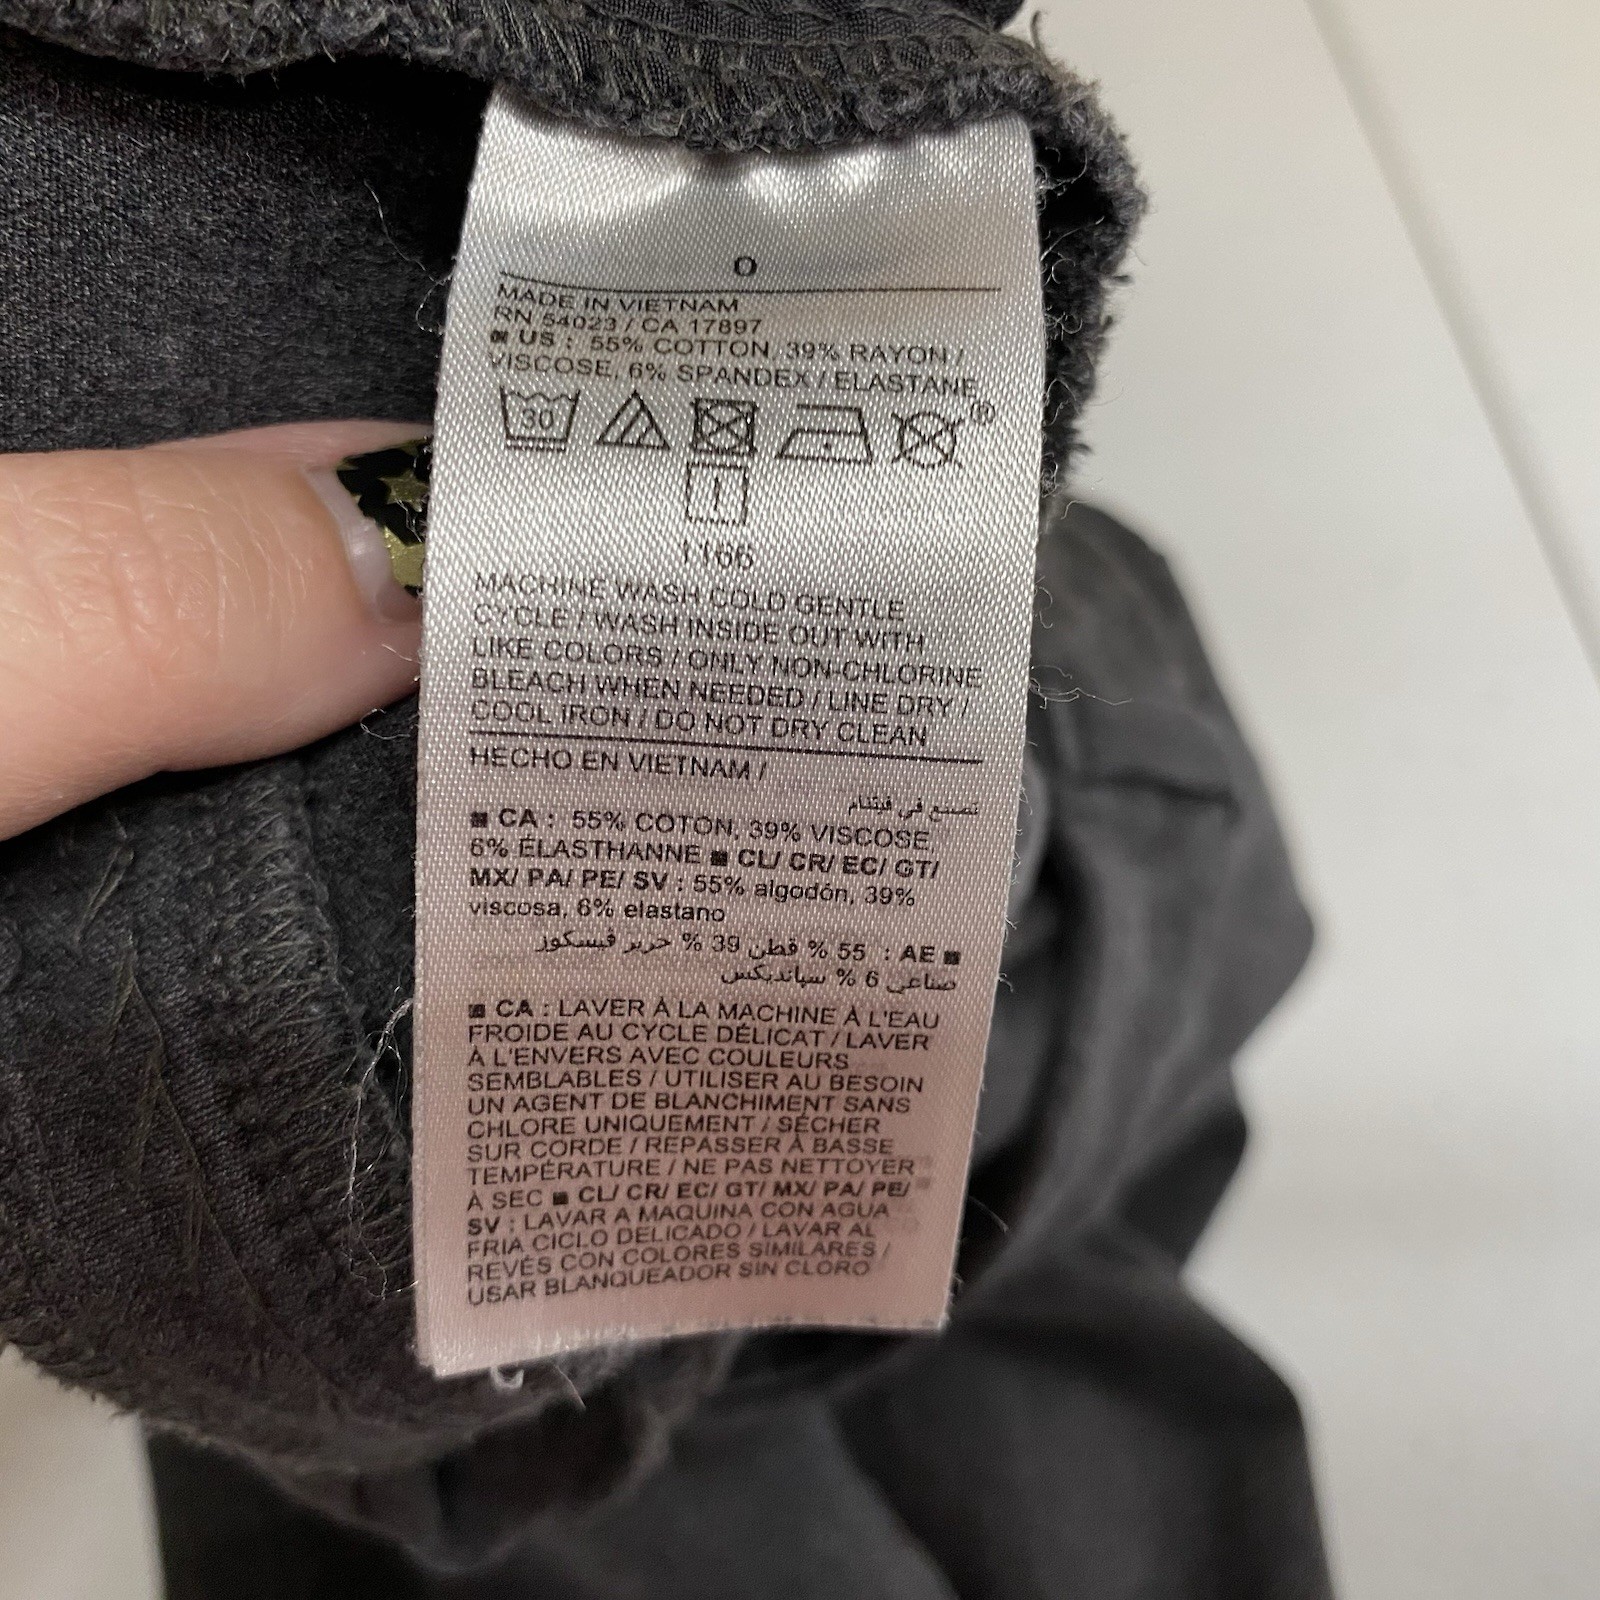 0
MADE IN VIETNAM
RN 54023 / CA 17897
US : 55% COTTON, 39% RAYON /
VISCOSE, 6% SPANDEX / ELASTANE
30
®
1166
MACHINE WASH COLD GENTLE
CYCLE / WASH INSIDE OUT WITH
LIKE COLORS / ONLY NON-CHLORINE
BLEACH WHEN NEEDED / LINE DRY /
COOL IRON / DO NOT DRY CLEAN
HECHO EN VIETNAM /
تصنيع في فيتنام
CA : 55% COTON, 39% VISCOSE,
6% ÉLASTHANNE ■ CL/ CR/ EC/ GT/
MX/ PA/ PE/ SV : 55% algodón, 39%
viscosa, 6% elastano
AE : 55 % قطن 39 % حرير فيسكوز
صناعي 6 % سپانديكس
CA : LAVER À LA MACHINE À L'EAU
FROIDE AU CYCLE DÉLICAT / LAVER
À L'ENVERS AVEC COULEURS
SEMBLABLES / UTILISER AU BESOIN
UN AGENT DE BLANCHIMENT SANS
CHLORE UNIQUEMENT / SÉCHER
SUR CORDE / REPASSER À BASSE
TEMPÉRATURE / NE PAS NETTOYER
À SEC ■ CL/ CR/ EC/ GT/ MX/ PA/ PE/
SV : LAVAR A MAQUINA CON AGUA
FRIA CICLO DELICADO / LAVAR AL
REVÉS CON COLORES SIMILARES /
USAR BLANQUEADOR SIN CLORO